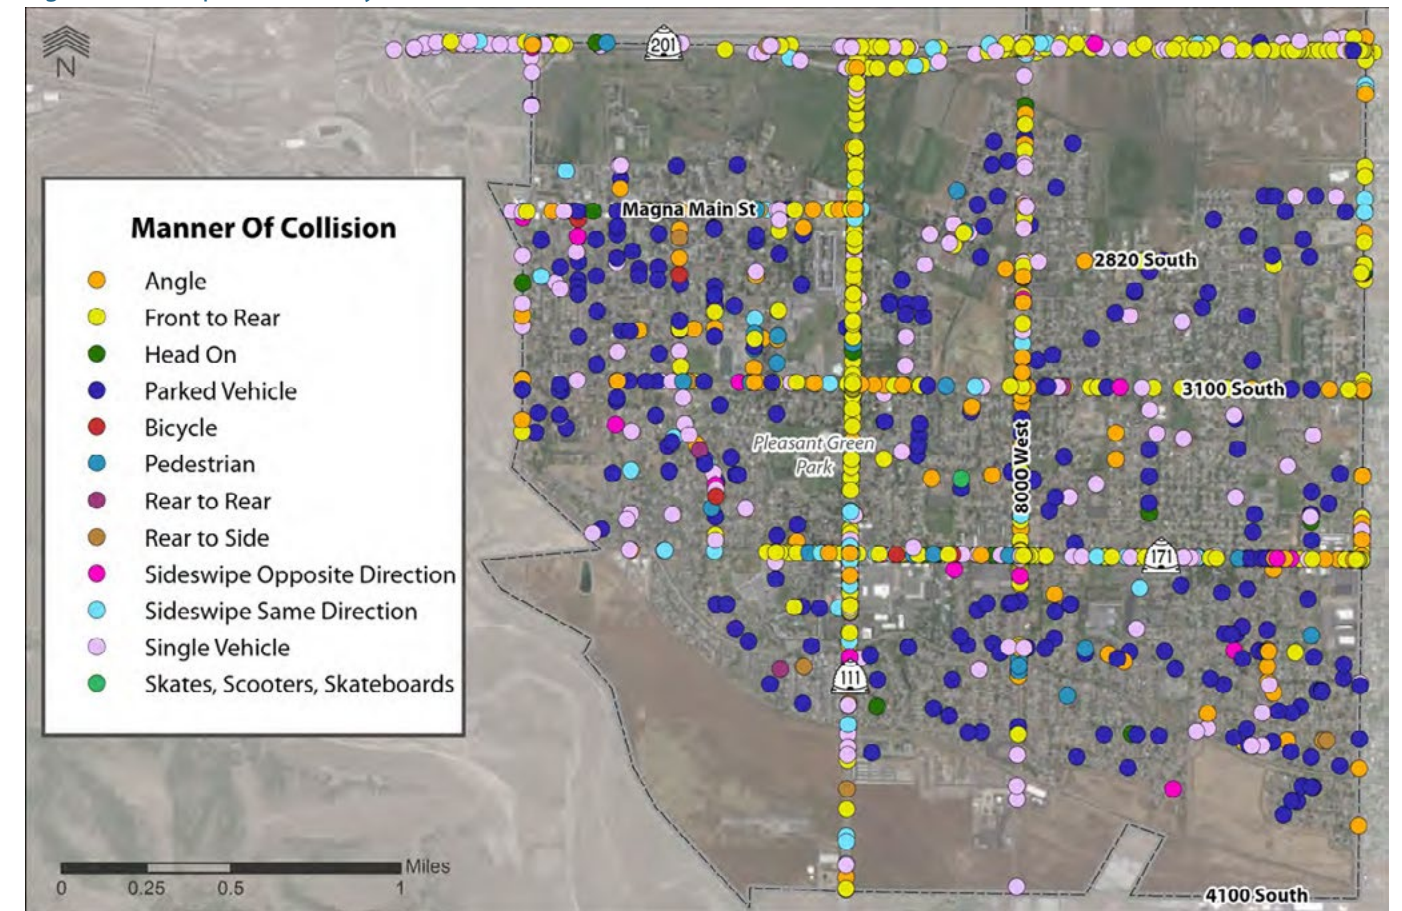 N
201
Magna Main St
2820 South
3100 South
8000 West
Pleasant Green
Park
171
111
4100 South
Manner Of Collision
Angle
Front to Rear
Head On
Parked Vehicle
Bicycle
Pedestrian
Rear to Rear
Rear to Side
Sideswipe Opposite Direction
Sideswipe Same Direction
Single Vehicle
Skates, Scooters, Skateboards
Miles
0 0.25 0.5 1